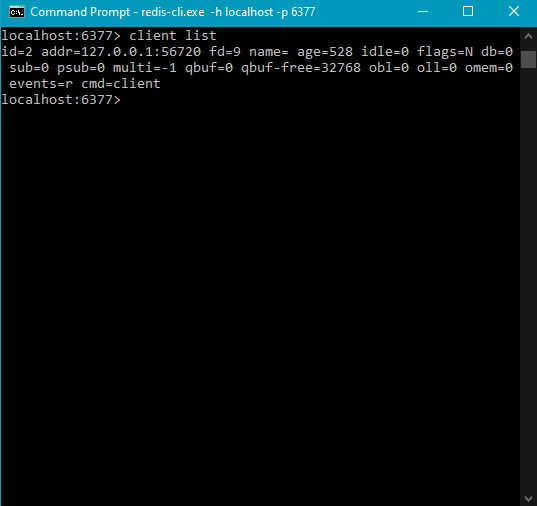 Command Prompt - redis-cli.exe  -h localhost -p 6377
localhost:6377> client list
id=2 addr=127.0.0.1:56720 fd=9 name= age=528 idle=0 flags=N db=0
 sub=0 psub=0 multi=-1 qbuf=0 qbuf-free=32768 obl=0 oll=0 omem=0
 events=r cmd=client
localhost:6377>